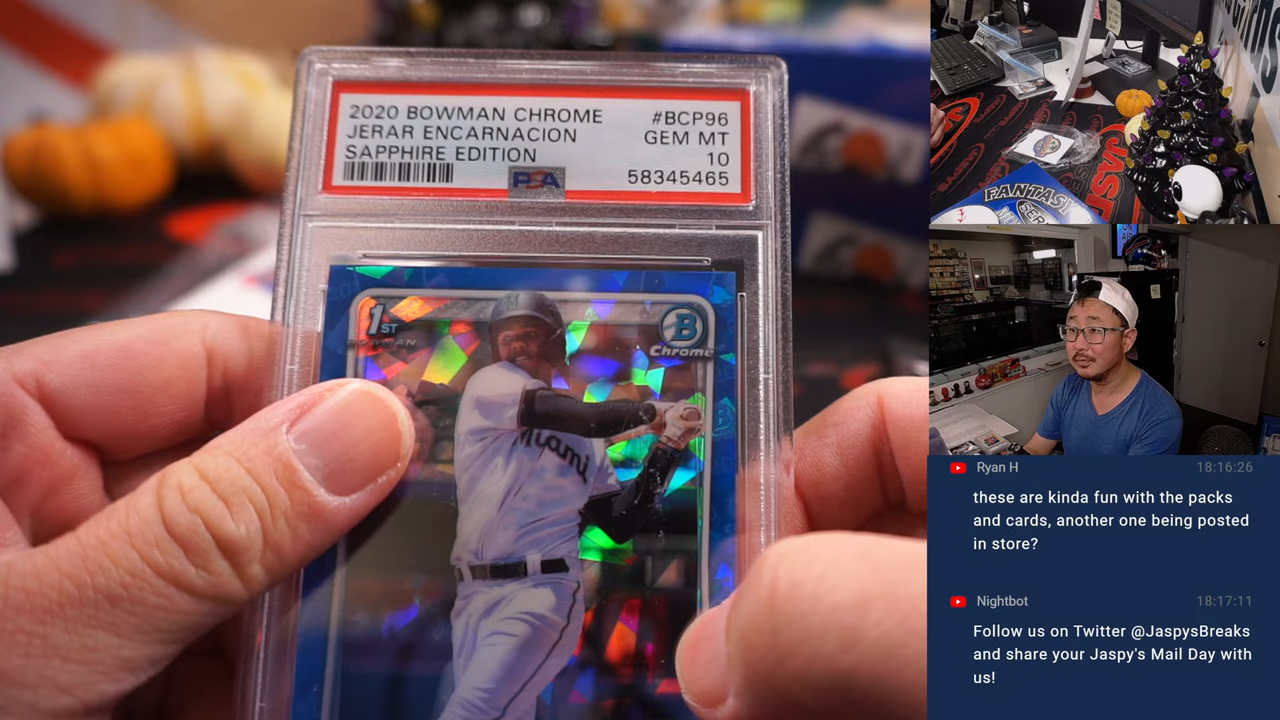 2020 BOWMAN CHROME
#BCP96
JERAR ENCARNACION
GEM MT
SAPPHIRE EDITION
10
PSA
58345465
1ST
BOWMAN
B
Chrome
M
Miami
FANTASY
JASPY
Ryan H
18:16:26
these are kinda fun with the packs
and cards, another one being posted
in store?
Nightbot
18:17:11
Follow us on Twitter @JaspysBreaks
and share your Jaspy's Mail Day with
us!